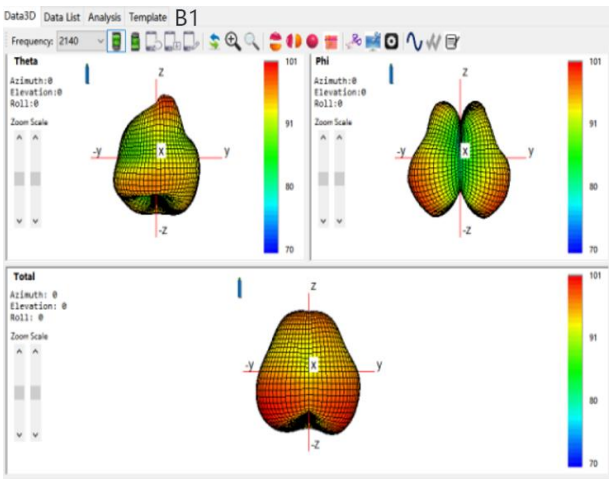 Data3D Data List Analysis Template B1
Frequency: 2140
Theta
Azimuth:0
Elevation:0
Roll:0
Zoom Scale
z
-y
X
y
-z
101
91
80
70
Phi
Azimuth:0
Elevation:0
Roll:0
Zoom Scale
z
-y
X
y
-z
101
91
80
70
Total
Azimuth: 0
Elevation: 0
Roll: 0
Zoom Scale
z
-y
X
y
-z
101
91
80
70